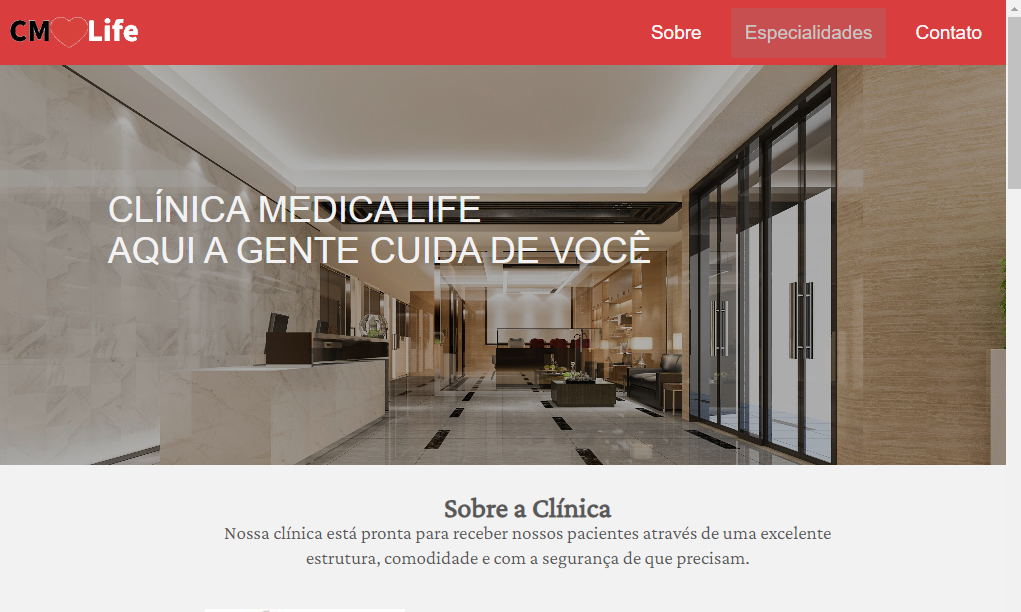 CM Life
Sobre Especialidades Contato
CLÍNICA MEDICA LIFE
AQUI A GENTE CUIDA DE VOCÊ
Sobre a Clínica
Nossa clínica está pronta para receber nossos pacientes através de uma excelente
estrutura, comodidade e com a segurança de que precisam.